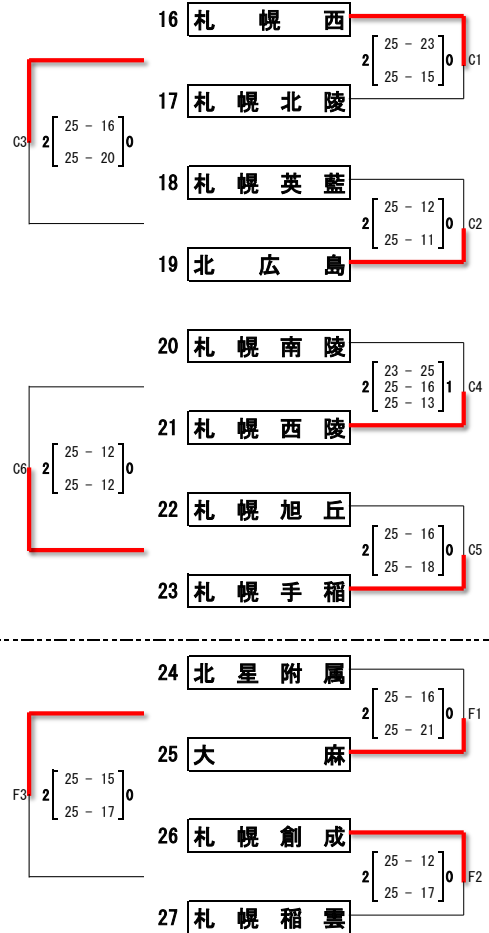 16 札幌西
2 25 - 23 0 C1
25 - 15
17 札幌北陵
C3 2 25 - 16 0
25 - 20
18 札幌英藍
2 25 - 12 0 C2
25 - 11
19 北広島
20 札幌南陵
23 - 25
2 25 - 16 1 C4
25 - 13
21 札幌西陵
C6 2 25 - 12 0
25 - 12
22 札幌旭丘
2 25 - 16 0 C5
25 - 18
23 札幌手稲
24 北星附属
2 25 - 16 0 F1
25 - 21
25 大麻
F3 2 25 - 15 0
25 - 17
26 札幌創成
2 25 - 12 0 F2
25 - 17
27 札幌稲雲